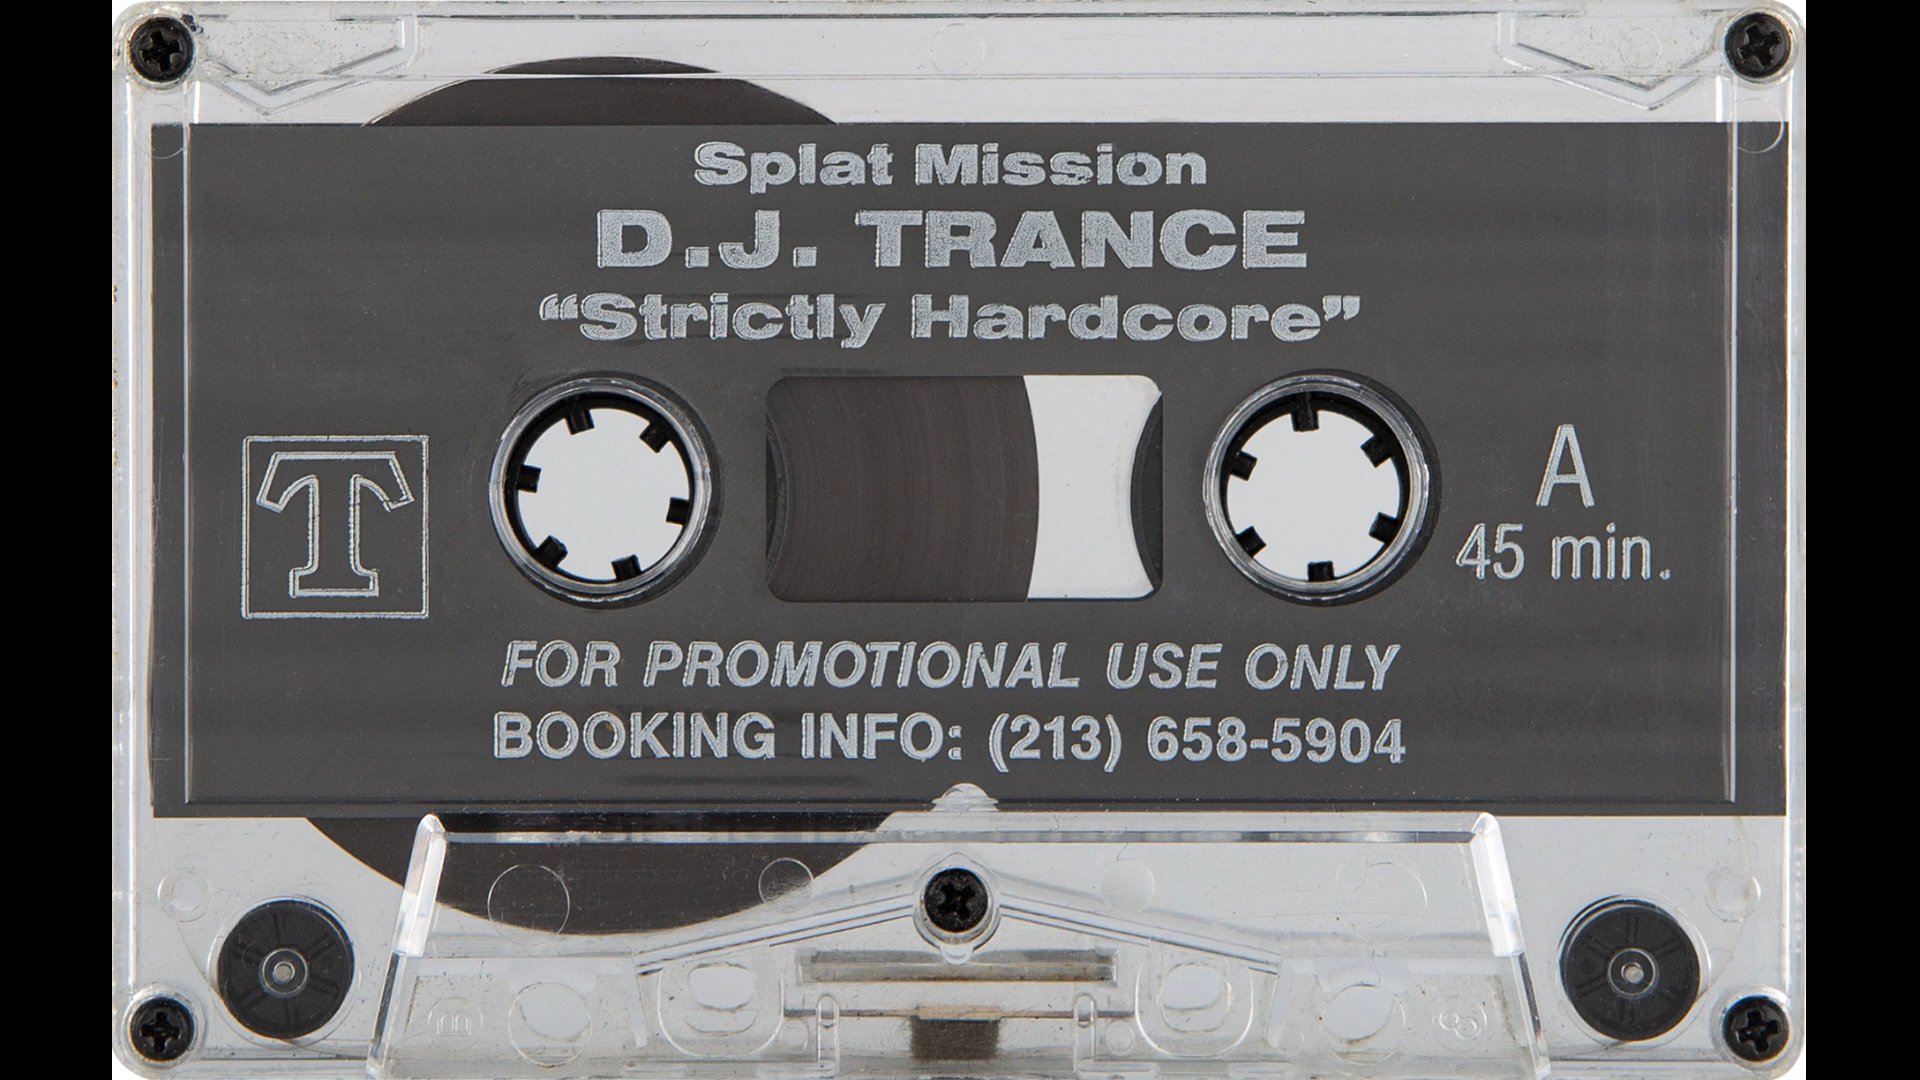 Splat Mission
D.J. TRANCE
“Strictly Hardcore”
T
A
45 min.
FOR PROMOTIONAL USE ONLY
BOOKING INFO: (213) 658-5904